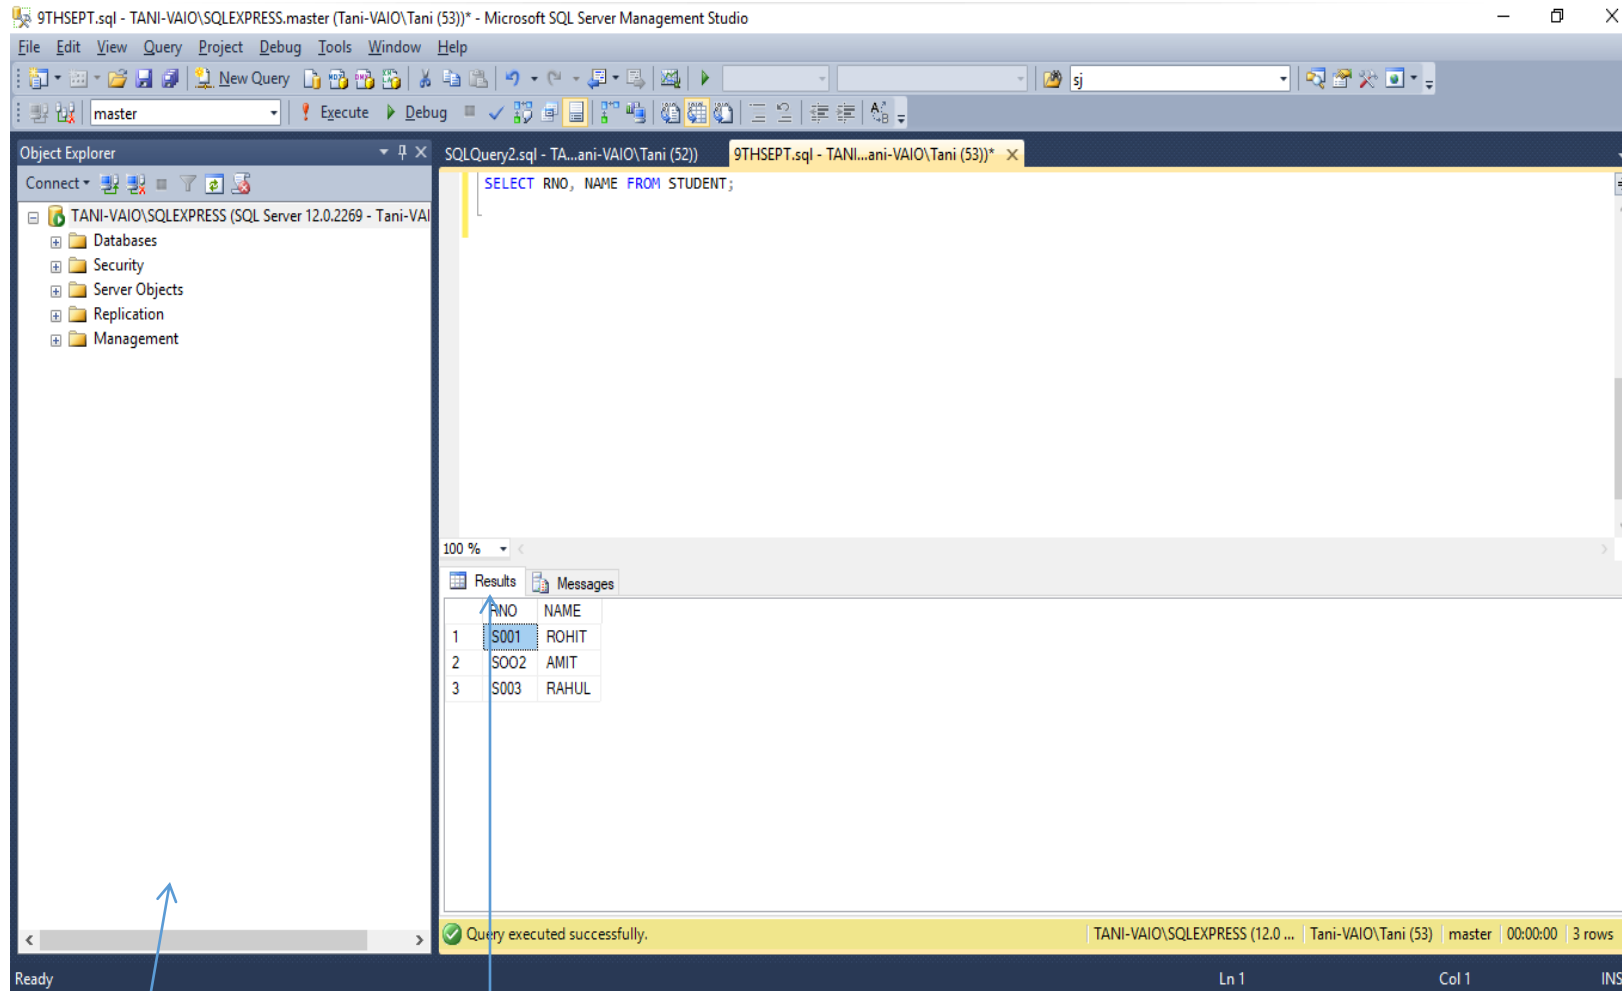 9THSEPT.sql - TANI-VAIO\SQLEXPRESS.master (Tani-VAIO\Tani (53))* - Microsoft SQL Server Management Studio
File Edit View Query Project Debug Tools Window Help
New Query sj
master Execute Debug
Object Explorer
SQLQuery2.sql - TA...ani-VAIO\Tani (52)) 9THSEPT.sql - TANI...ani-VAIO\Tani (53))*
Connect
SELECT RNO, NAME FROM STUDENT;
TANI-VAIO\SQLEXPRESS (SQL Server 12.0.2269 - Tani-VAI
Databases
Security
Server Objects
Replication
Management
100 %
Results Messages
RNO NAME
1 S001 ROHIT
2 SOO2 AMIT
3 S003 RAHUL
Query executed successfully. TANI-VAIO\SQLEXPRESS (12.0 ... Tani-VAIO\Tani (53) master 00:00:00 3 rows
Ready Ln 1 Col 1 INS